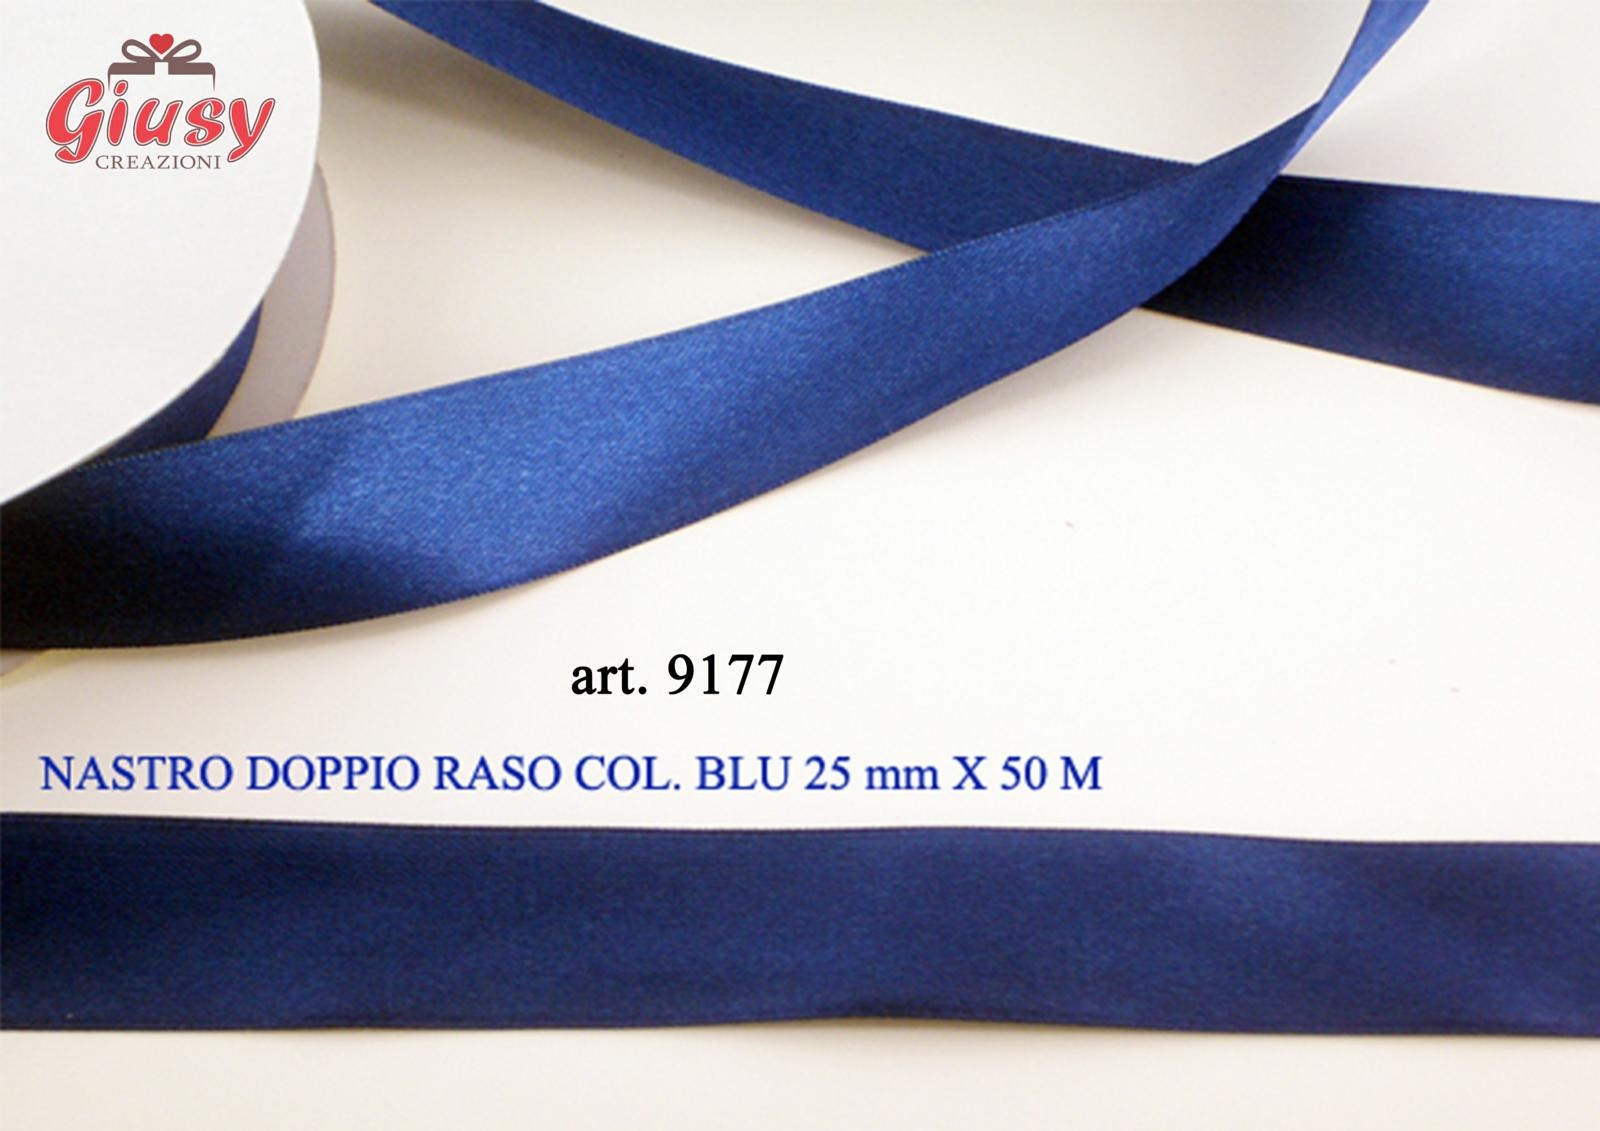 Giusy
CREAZIONI
art. 9177
NASTRO DOPPIO RASO COL. BLU 25 mm X 50 M